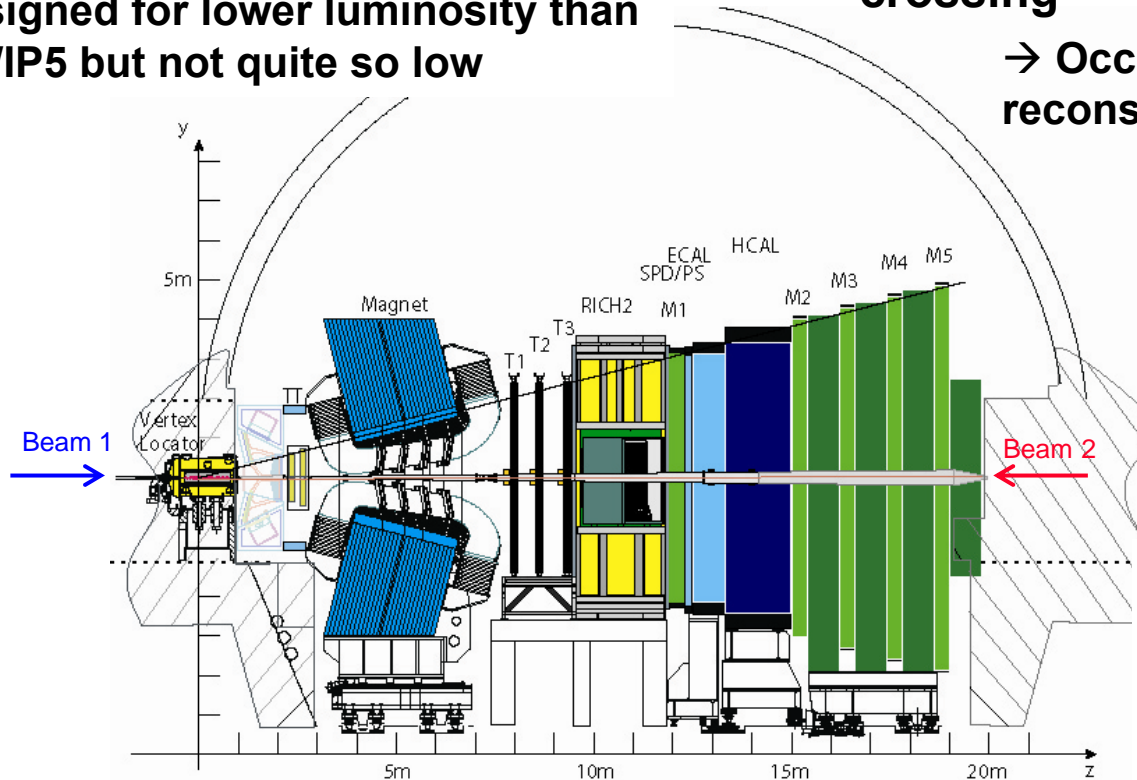 signed for lower luminosity than
/IP5 but not quite so low
crossing
→ Occ
recons
y
5m
Magnet
T1
T2
T3
RICH2
M1
SPD/PS
ECAL
HCAL
M2
M3
M4
M5
TT
Vertex
Locator
Beam 1
Beam 2
5m
10m
15m
20m
z